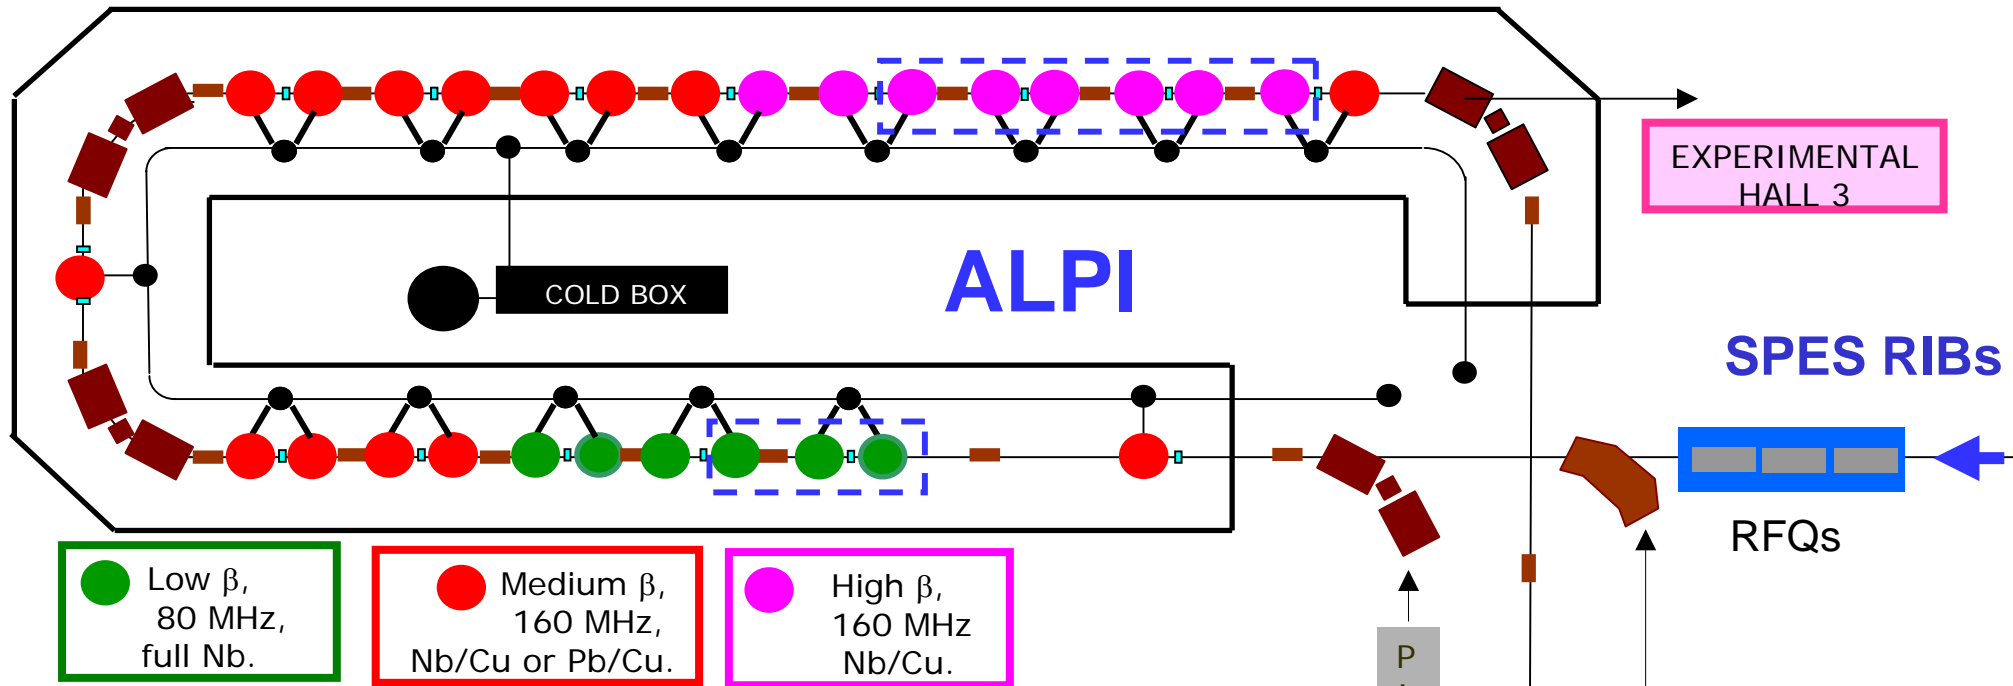 EXPERIMENTAL
HALL 3
COLD BOX
ALPI
SPES RIBs
RFQs
Low β,
80 MHz,
full Nb.
Medium β,
160 MHz,
Nb/Cu or Pb/Cu.
High β,
160 MHz
Nb/Cu.
P